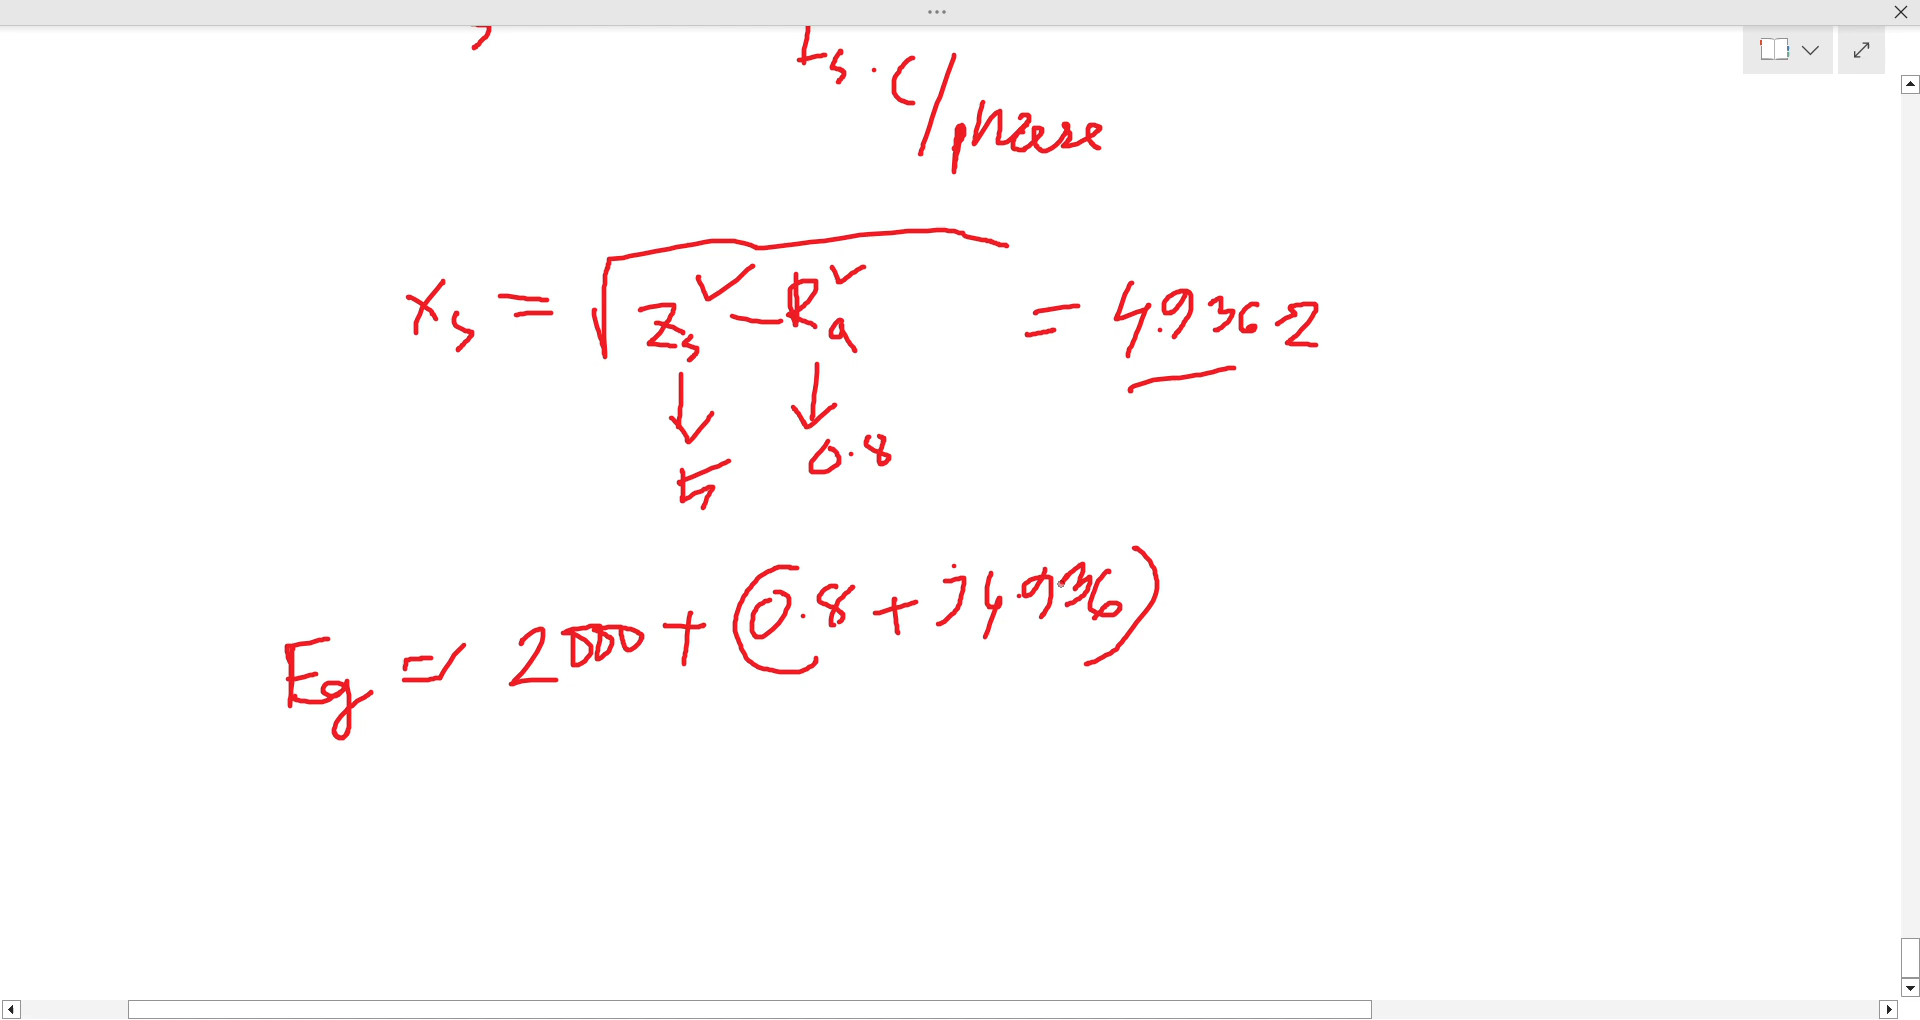 Is.c/phase
Xs = √Zs² - Ra² = 4.936 Ω
5 0.8
Eg = 2000 + (0.8 + j4.936)